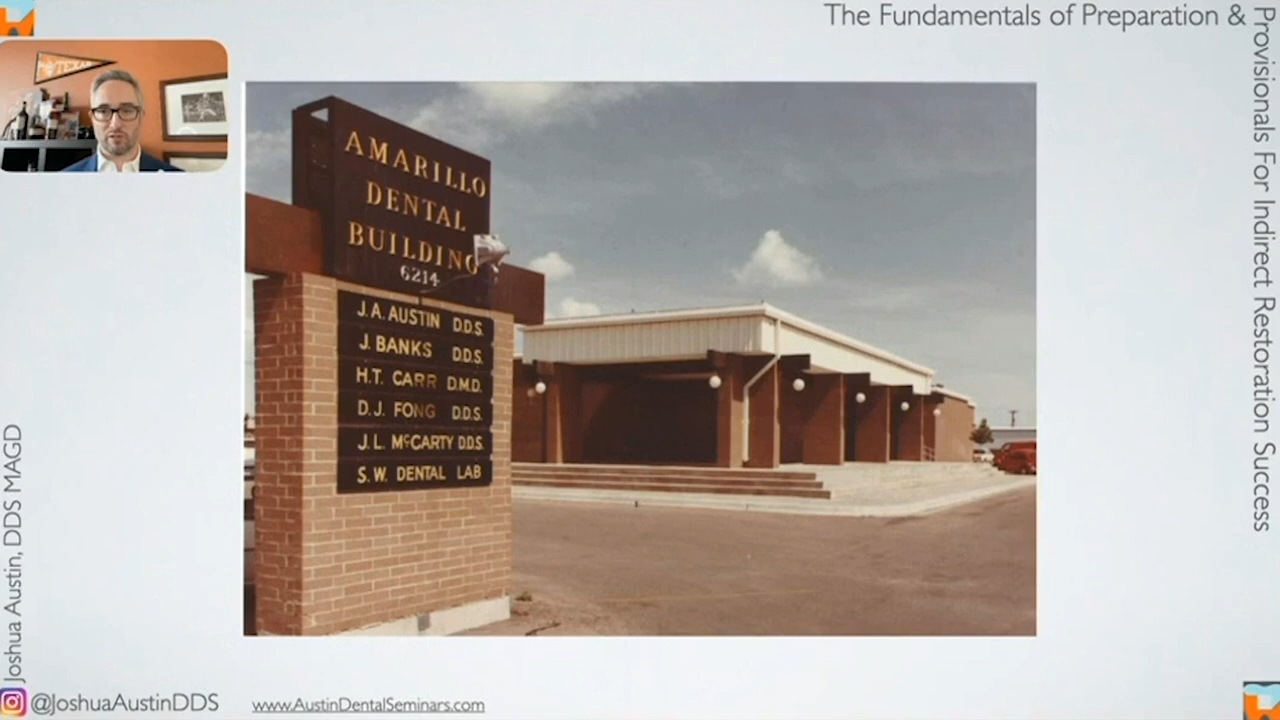 The Fundamentals of Preparation &
Provisionals For Indirect Restoration Success
TEXAS
AMARILLO
DENTAL
BUILDING
6214
J.A. AUSTIN D.D.S.
J. BANKS D.D.S.
H.T. CARR D.M.D.
D.J. FONG D.D.S.
J.L. McCARTY D.D.S.
S.W. DENTAL LAB
Joshua Austin, DDS MAGD
@JoshuaAustinDDS
www.AustinDentalSeminars.com